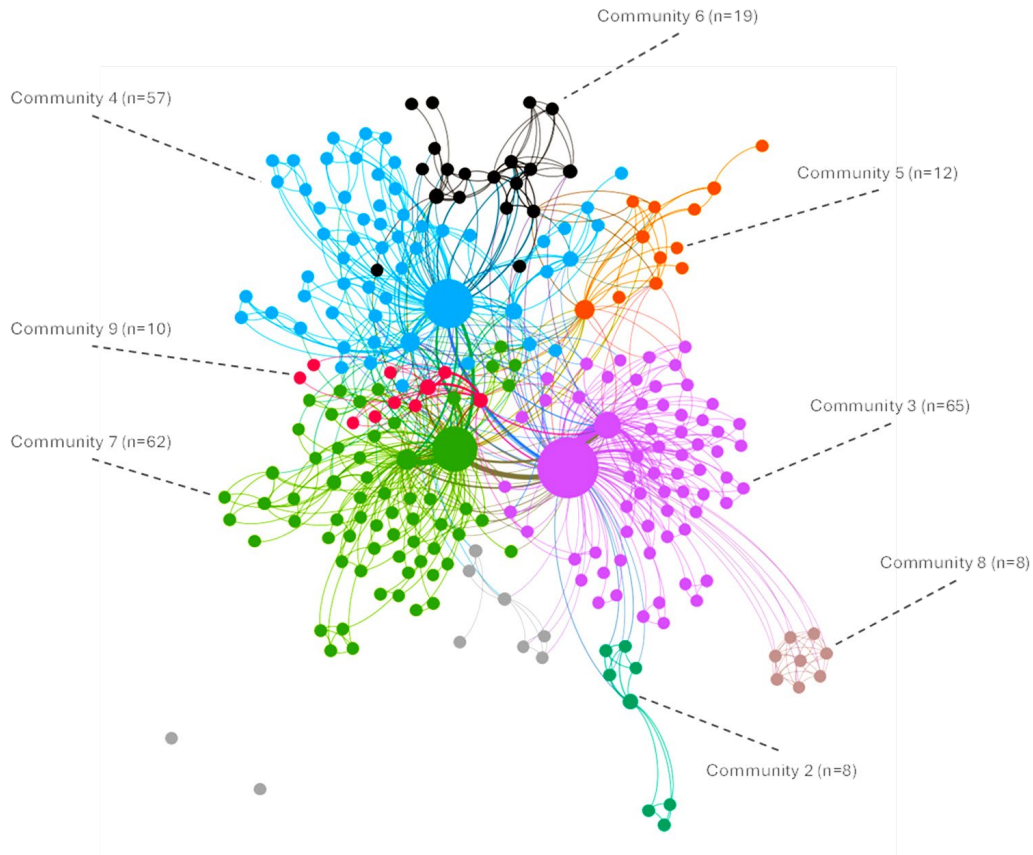 Community 6 (n=19)
Community 4 (n=57)
Community 5 (n=12)
Community 9 (n=10)
Community 3 (n=65)
Community 7 (n=62)
Community 8 (n=8)
Community 2 (n=8)